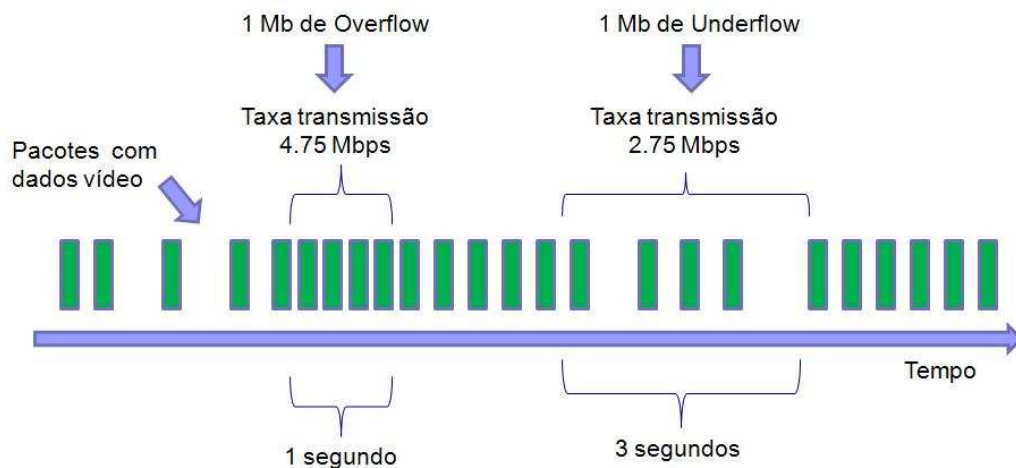 1 Mb de Overflow
1 Mb de Underflow
Taxa transmissão
4.75 Mbps
Taxa transmissão
2.75 Mbps
Pacotes com
dados vídeo
Tempo
1 segundo
3 segundos